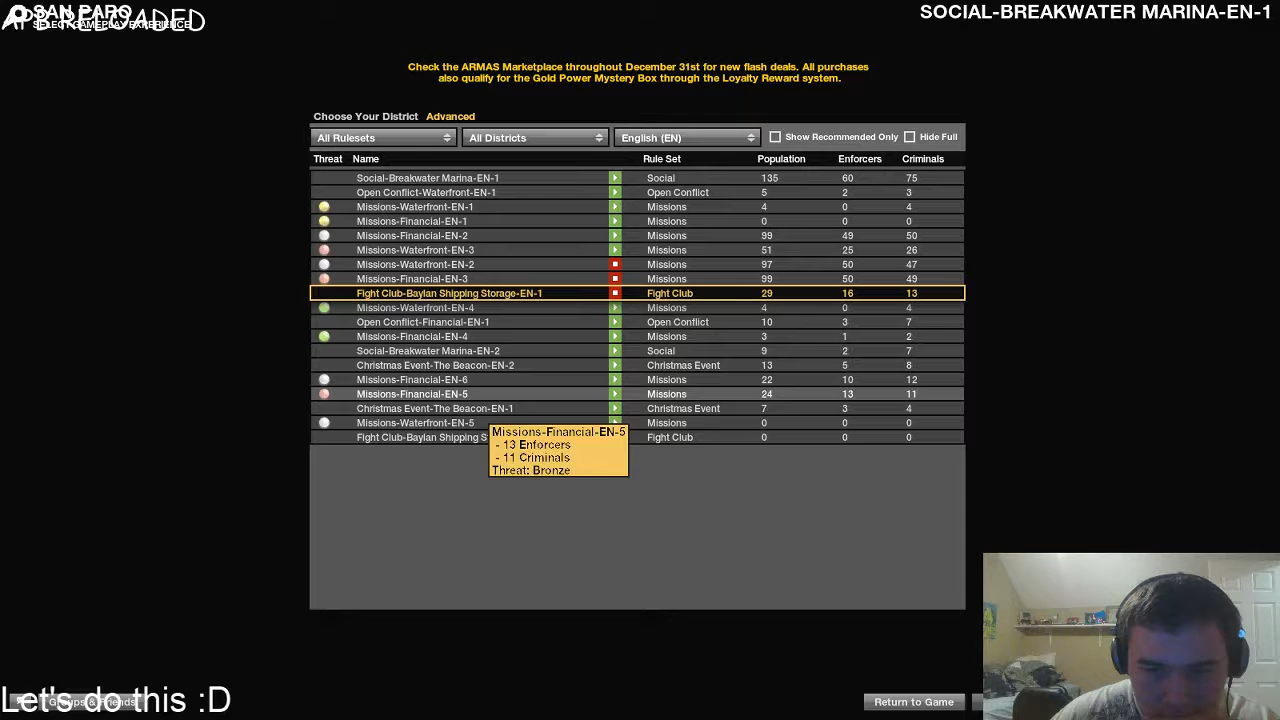 SAN PARO
SELECT GAMEPLAY EXPERIENCE
APB RELOADED
SOCIAL-BREAKWATER MARINA-EN-1
Check the ARMAS Marketplace throughout December 31st for new flash deals. All purchases
also qualify for the Gold Power Mystery Box through the Loyalty Reward system.
Choose Your District Advanced
All Rulesets All Districts English (EN) Show Recommended Only Hide Full
Threat Name Rule Set Population Enforcers Criminals
Social-Breakwater Marina-EN-1 Social 135 60 75
Open Conflict-Waterfront-EN-1 Open Conflict 5 2 3
Missions-Waterfront-EN-1 Missions 4 0 4
Missions-Financial-EN-1 Missions 0 0 0
Missions-Financial-EN-2 Missions 99 49 50
Missions-Waterfront-EN-3 Missions 51 25 26
Missions-Waterfront-EN-2 Missions 97 50 47
Missions-Financial-EN-3 Missions 99 50 49
Fight Club-Baylan Shipping Storage-EN-1 Fight Club 29 16 13
Missions-Waterfront-EN-4 Missions 4 0 4
Open Conflict-Financial-EN-1 Open Conflict 10 3 7
Missions-Financial-EN-4 Missions 3 1 2
Social-Breakwater Marina-EN-2 Social 9 2 7
Christmas Event-The Beacon-EN-2 Christmas Event 13 5 8
Missions-Financial-EN-6 Missions 22 10 12
Missions-Financial-EN-5 Missions 24 13 11
Christmas Event-The Beacon-EN-1 Christmas Event 7 3 4
Missions-Waterfront-EN-5 Missions 0 0 0
Fight Club-Baylan Shipping S Fight Club 0 0 0
Missions-Financial-EN-5
- 13 Enforcers
- 11 Criminals
Threat: Bronze
Let's do this :D
Groups & Friends
Return to Game